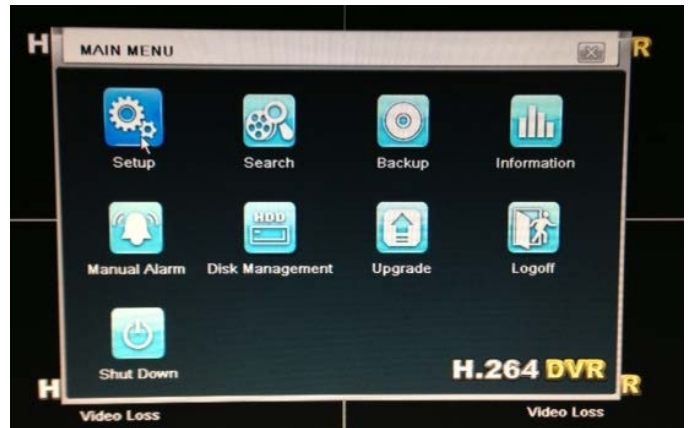 H
R
MAIN MENU
Setup
Search
Backup
Information
HDD
Manual Alarm
Disk Management
Upgrade
Logoff
Shut Down
H.264 DVR
H
R
Video Loss
Video Loss